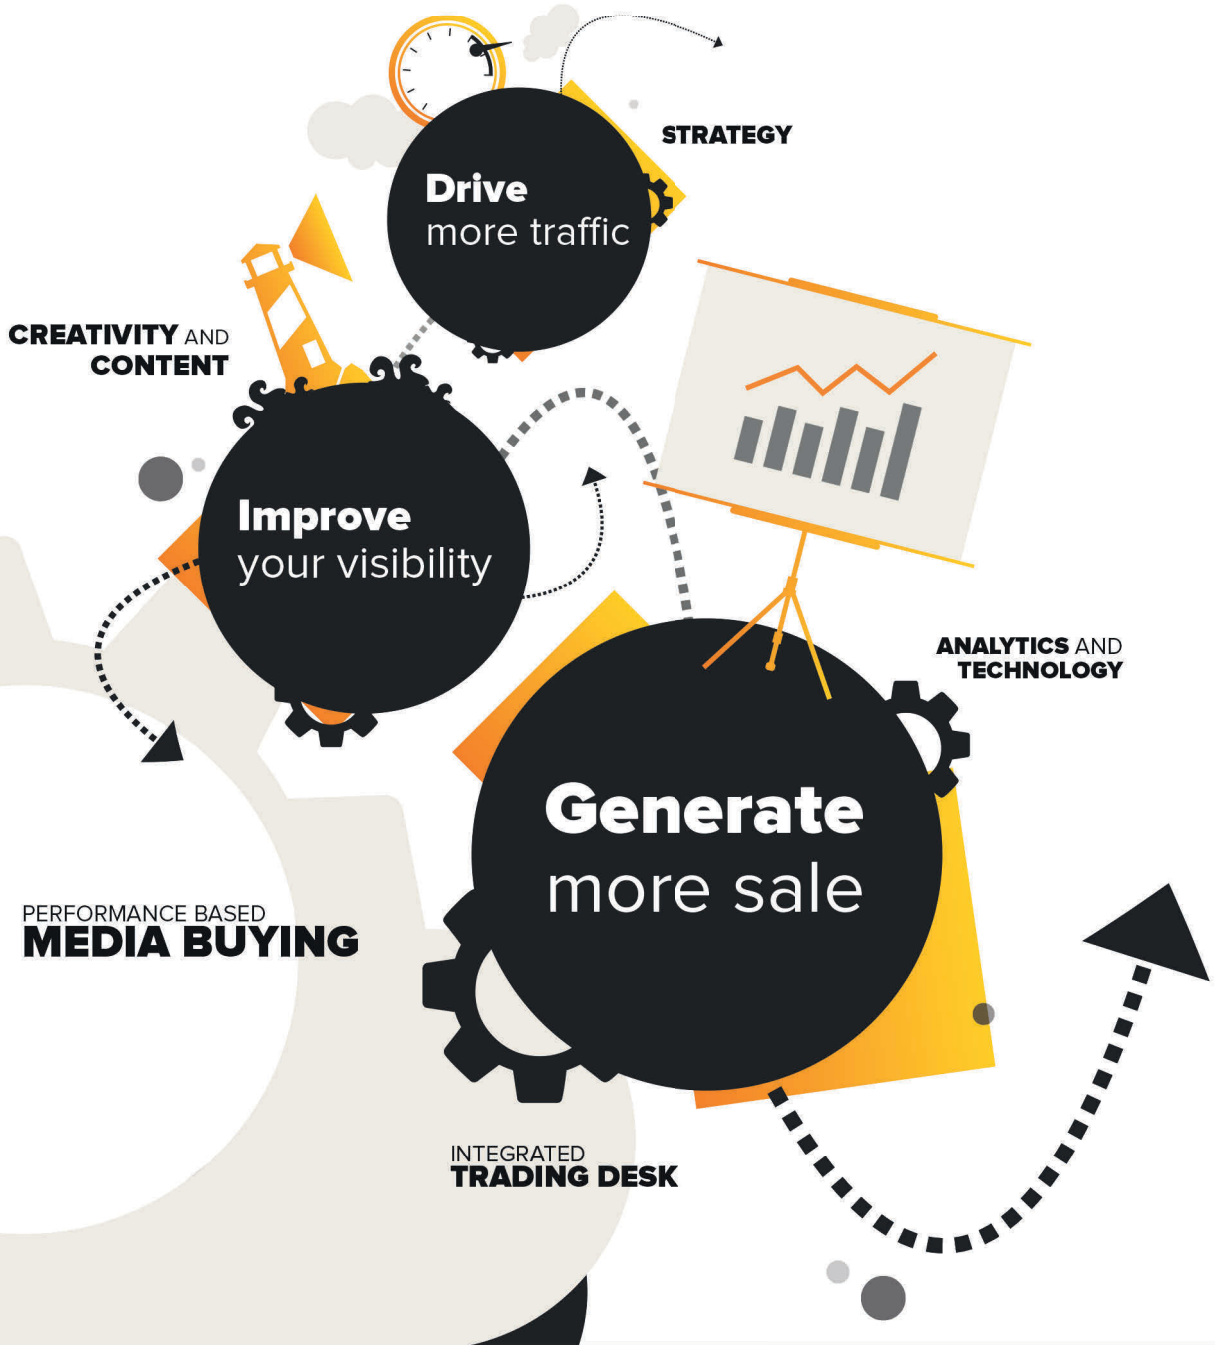 STRATEGY
Drive
more traffic
CREATIVITY AND
CONTENT
Improve
your visibility
ANALYTICS AND
TECHNOLOGY
Generate
more sale
PERFORMANCE BASED
MEDIA BUYING
INTEGRATED
TRADING DESK